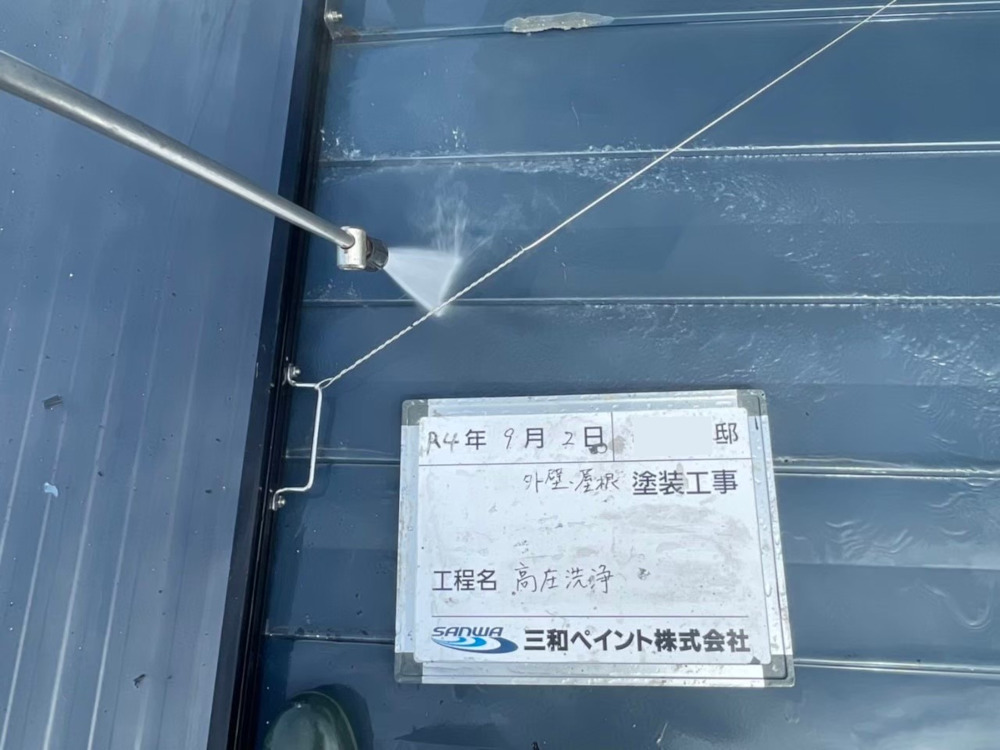 R4年 9月 2日 邸
外壁・屋根 塗装工事
工程名 高圧洗浄
SANWA 三和ペイント株式会社